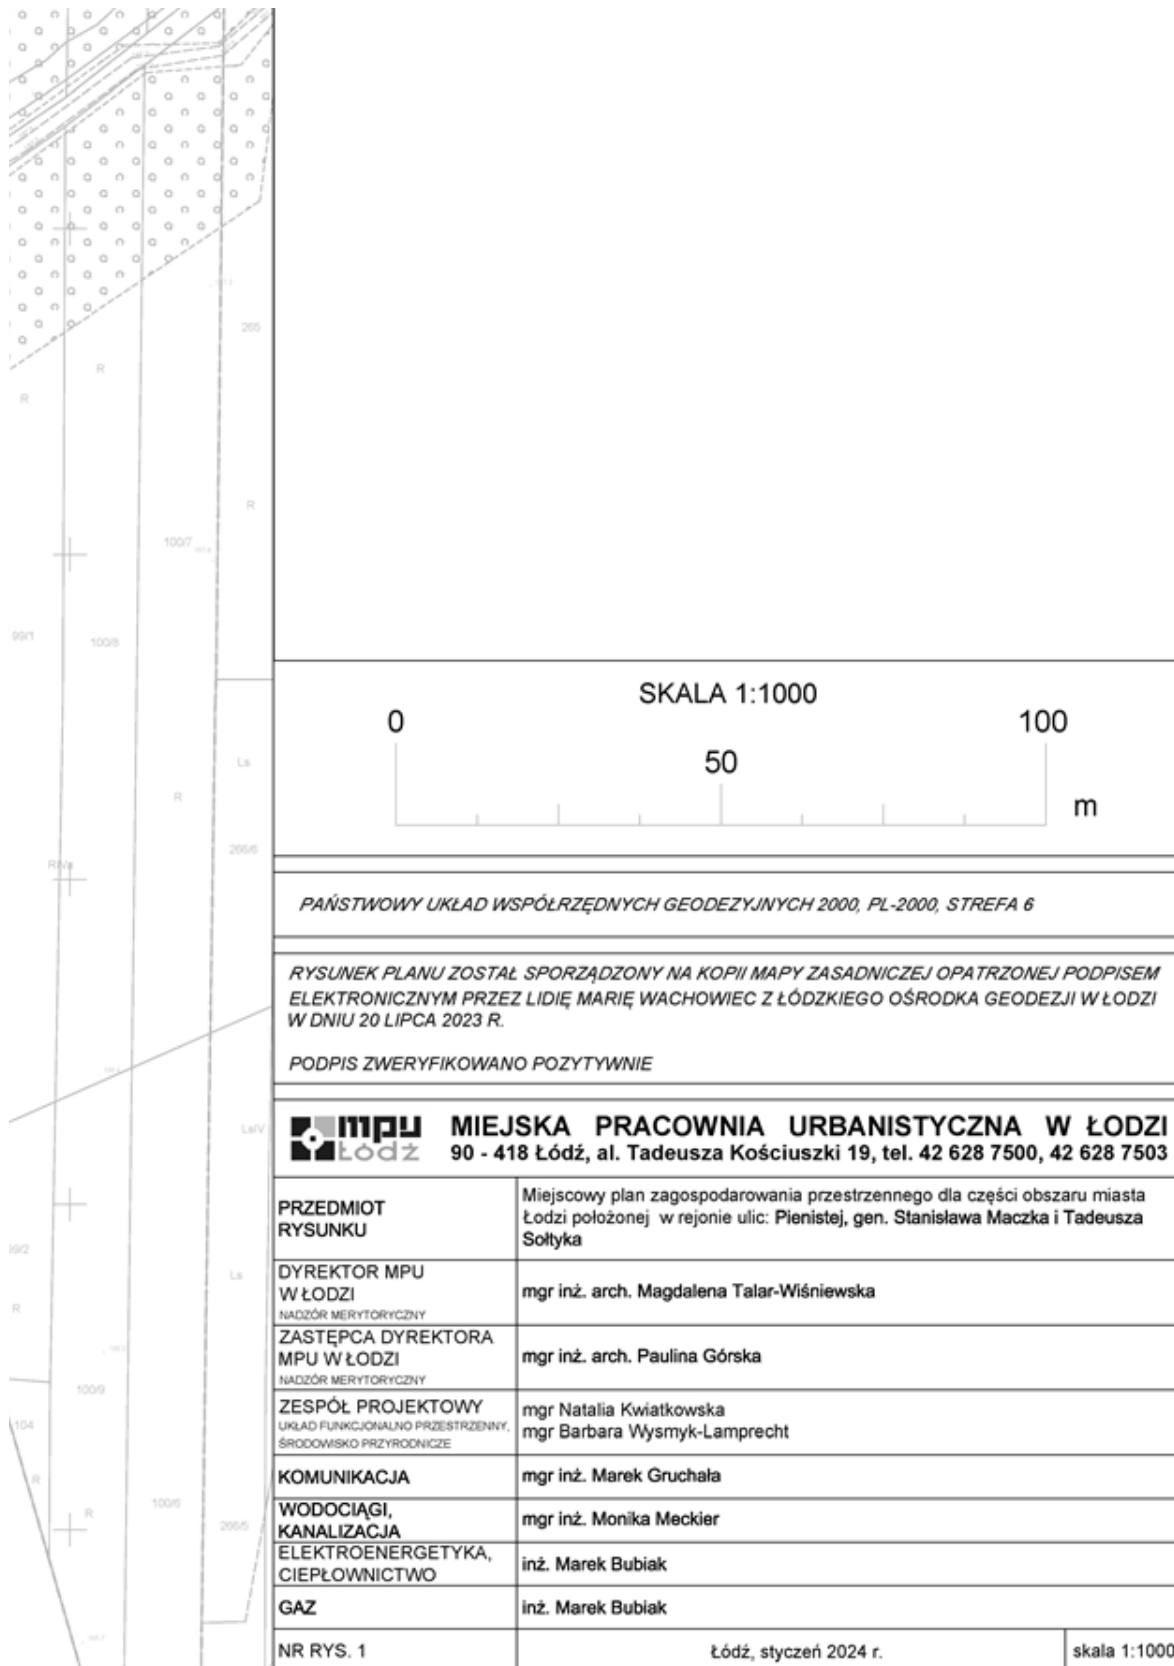 265
R
R
R
100/7
99/1
100/8
Ls
R
266/6
RIVa
LsIV
99/2
Ls
R
100/9
104
R
R
100/6
266/5
SKALA 1:1000
0
100
50
m
PAŃSTWOWY UKŁAD WSPÓŁRZĘDNYCH GEODEZYJNYCH 2000, PL-2000, STREFA 6
RYSUNEK PLANU ZOSTAŁ SPORZĄDZONY NA KOPII MAPY ZASADNICZEJ OPATRZONEJ PODPISEM
ELEKTRONICZNYM PRZEZ LIDIĘ MARIĘ WACHOWIEC Z ŁÓDZKIEGO OŚRODKA GEODEZJI W ŁODZI
W DNIU 20 LIPCA 2023 R.
PODPIS ZWERYFIKOWANO POZYTYWNIE
mpu
Łódź
MIEJSKA PRACOWNIA URBANISTYCZNA W ŁODZI
90 - 418 Łódź, al. Tadeusza Kościuszki 19, tel. 42 628 7500, 42 628 7503
PRZEDMIOT
RYSUNKU
Miejscowy plan zagospodarowania przestrzennego dla części obszaru miasta
Łodzi położonej w rejonie ulic: Pienistej, gen. Stanisława Maczka i Tadeusza
Sołtyka
DYREKTOR MPU
W ŁODZI
NADZÓR MERYTORYCZNY
mgr inż. arch. Magdalena Talar-Wiśniewska
ZASTĘPCA DYREKTORA
MPU W ŁODZI
NADZÓR MERYTORYCZNY
mgr inż. arch. Paulina Górska
ZESPÓŁ PROJEKTOWY
UKŁAD FUNKCJONALNO PRZESTRZENNY,
ŚRODOWISKO PRZYRODNICZE
mgr Natalia Kwiatkowska
mgr Barbara Wysmyk-Lamprecht
KOMUNIKACJA
mgr inż. Marek Gruchała
WODOCIĄGI,
KANALIZACJA
mgr inż. Monika Meckier
ELEKTROENERGETYKA,
CIEPŁOWNICTWO
inż. Marek Bubiak
GAZ
inż. Marek Bubiak
NR RYS. 1
Łódź, styczeń 2024 r.
skala 1:1000